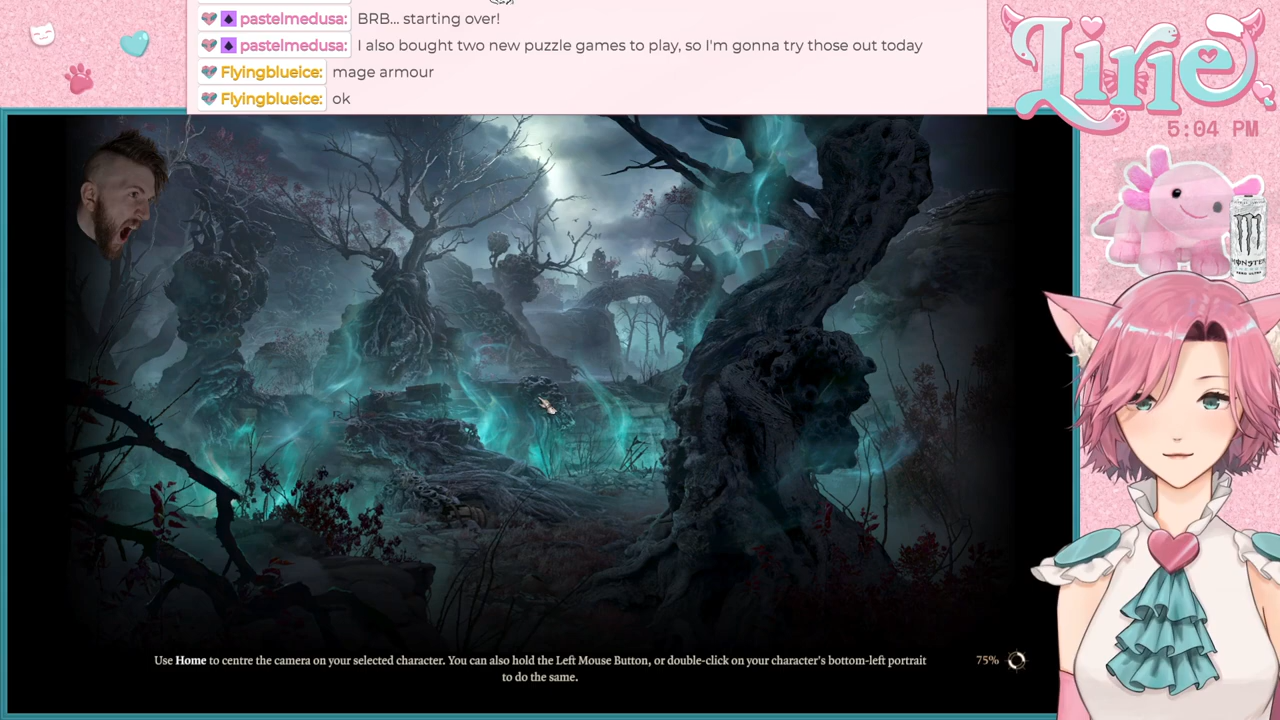 pastelmedusa: BRB... starting over!
pastelmedusa: I also bought two new puzzle games to play, so I'm gonna try those out today
Flyingblueice: mage armour
Flyingblueice: ok
Lirie
5:04 PM
MONSTER
Use Home to centre the camera on your selected character. You can also hold the Left Mouse Button, or double-click on your character's bottom-left portrait
to do the same.
75%